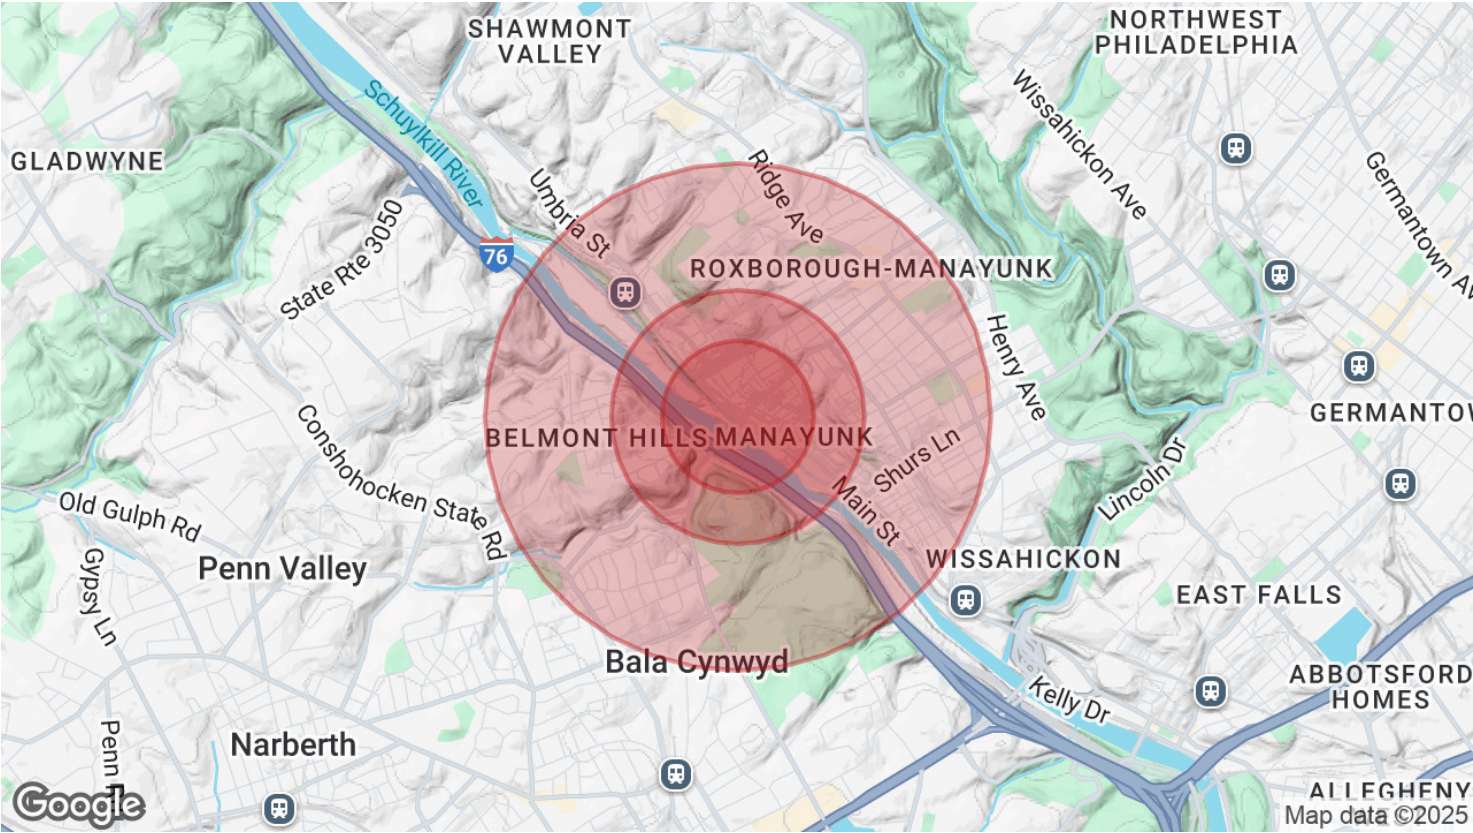 SHAWMONT
VALLEY
NORTHWEST
PHILADELPHIA
Schuylkill River
Wissahickon Ave
GLADWYNE
Umbria St
Ridge Ave
Germantown Av
State Rte 3050
76
ROXBOROUGH-MANAYUNK
Henry Ave
Conshohocken State Rd
BELMONT HILLS
MANAYUNK
Shurs Ln
GERMANTOW
Lincoln Dr
Old Gulph Rd
Main St
Gypsy Ln
Penn Valley
WISSAHICKON
EAST FALLS
Bala Cynwyd
Kelly Dr
ABBOTSFORD
HOMES
Penn
Narberth
ALLEGHENY
Google
Map data ©2025